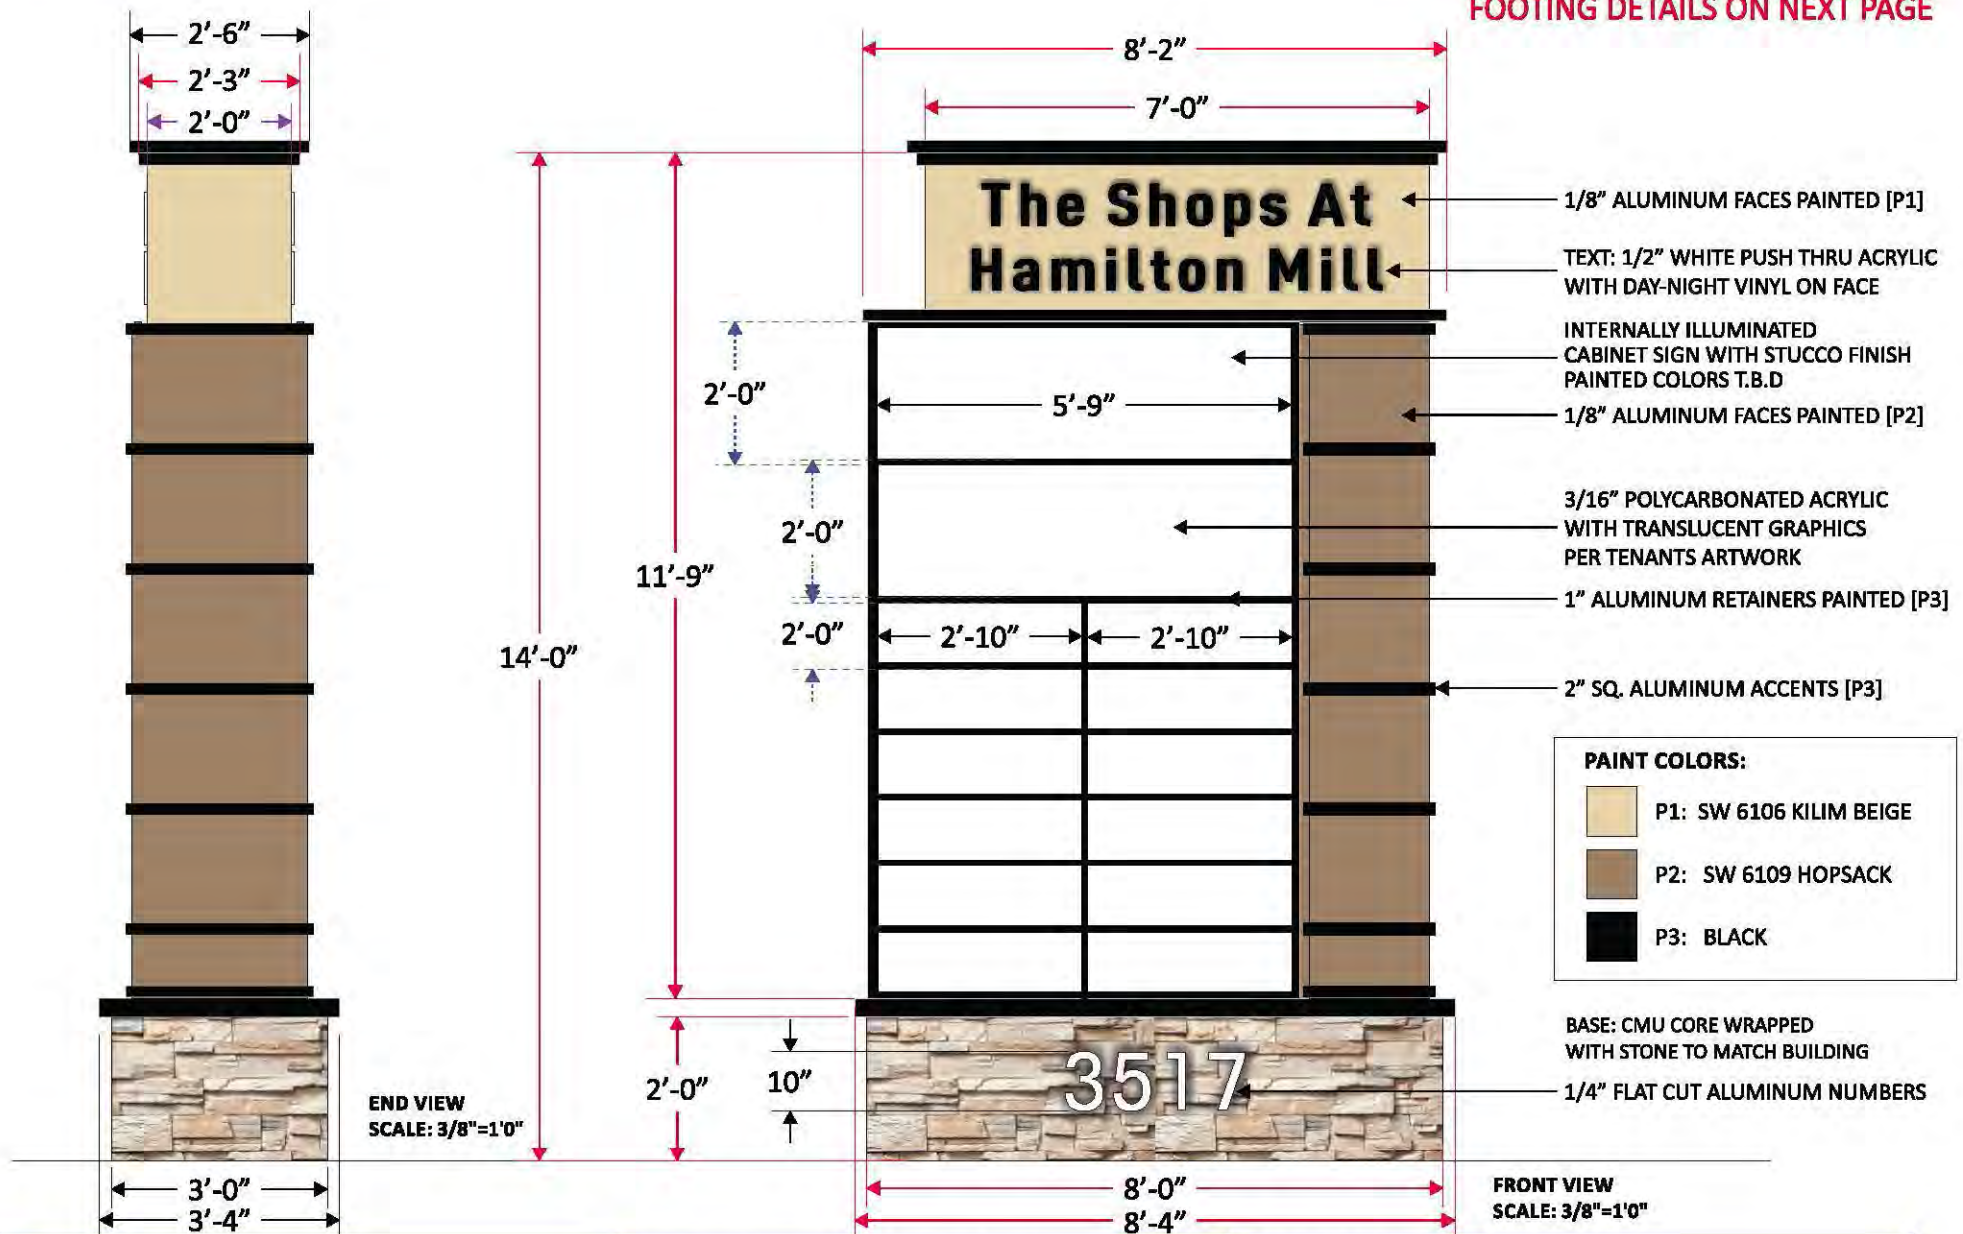 FOOTING DETAILS ON NEXT PAGE
2'-6"
2'-3"
2'-0"
8'-2"
7'-0"
The Shops At
Hamilton Mill
1/8" ALUMINUM FACES PAINTED [P1]
TEXT: 1/2" WHITE PUSH THRU ACRYLIC
WITH DAY-NIGHT VINYL ON FACE
INTERNALLY ILLUMINATED
CABINET SIGN WITH STUCCO FINISH
PAINTED COLORS T.B.D
1/8" ALUMINUM FACES PAINTED [P2]
2'-0"
5'-9"
3/16" POLYCARBONATED ACRYLIC
WITH TRANSLUCENT GRAPHICS
PER TENANTS ARTWORK
2'-0"
11'-9"
1" ALUMINUM RETAINERS PAINTED [P3]
2'-0"
2'-10"
2'-10"
14'-0"
2" SQ. ALUMINUM ACCENTS [P3]
PAINT COLORS:
P1: SW 6106 KILIM BEIGE
P2: SW 6109 HOPSACK
P3: BLACK
BASE: CMU CORE WRAPPED
WITH STONE TO MATCH BUILDING
1/4" FLAT CUT ALUMINUM NUMBERS
3517
2'-0"
10"
END VIEW
SCALE: 3/8"=1'0"
3'-0"
3'-4"
8'-0"
8'-4"
FRONT VIEW
SCALE: 3/8"=1'0"